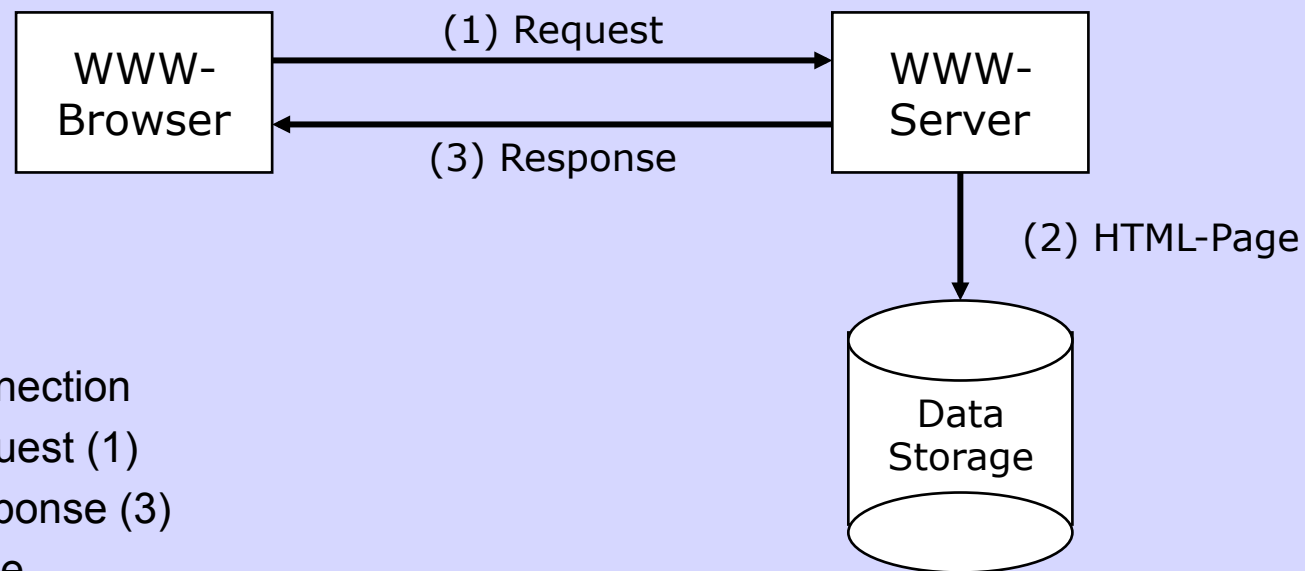 (1) Request
WWW-
Browser
WWW-
Server
(3) Response
(2) HTML-Page
Data
Storage
nection
uest (1)
ponse (3)